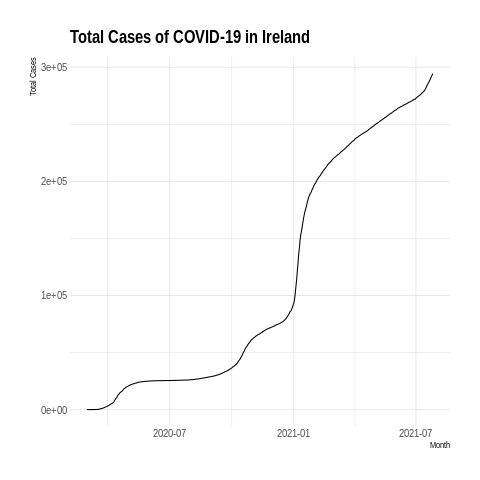 Total Cases of COVID-19 in Ireland
Total Cases
3e+05
2e+05
1e+05
0e+00
2020-07
2021-01
2021-07
Month